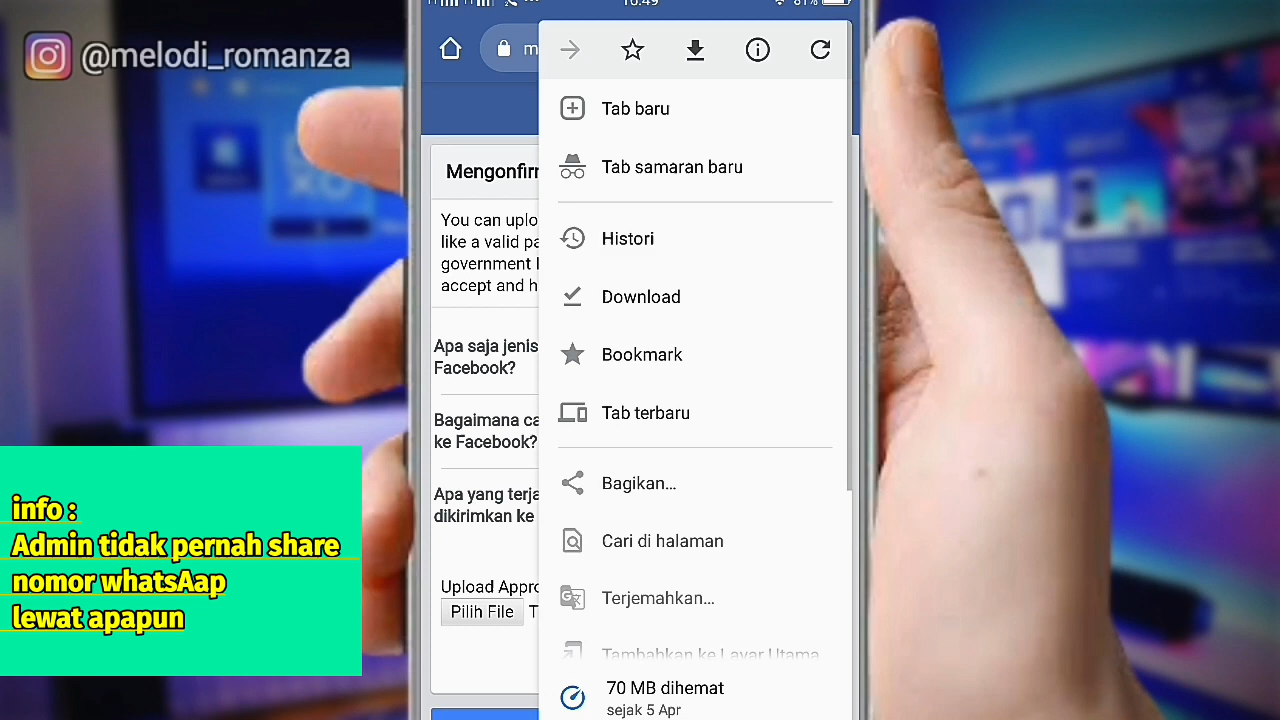 @melodi_romanza
10.49
81%
m
Mengonfirm
You can uplo
like a valid pa
government I
accept and h
Apa saja jenis
Facebook?
Bagaimana ca
ke Facebook?
Apa yang terja
dikirimkan ke
Upload Appro
Pilih File T
Tab baru
Tab samaran baru
Histori
Download
Bookmark
Tab terbaru
Bagikan...
Cari di halaman
Terjemahkan...
Tambahkan ke Layar Utama
70 MB dihemat
sejak 5 Apr
info :
Admin tidak pernah share
nomor whatsAap
lewat apapun